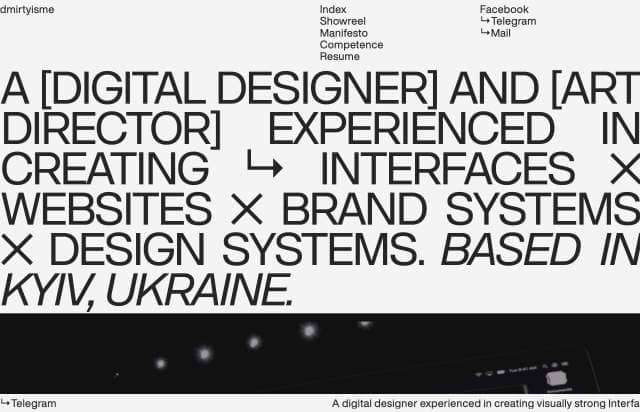 dmirtyisme
Index
Showreel
Manifesto
Competence
Resume
Facebook
↳Telegram
↳Mail
A [DIGITAL DESIGNER] AND [ART
DIRECTOR] EXPERIENCED IN
CREATING ↳ INTERFACES ×
WEBSITES × BRAND SYSTEMS
× DESIGN SYSTEMS. BASED IN
KYIV, UKRAINE.
↳Telegram
A digital designer experienced in creating visually strong Interfa